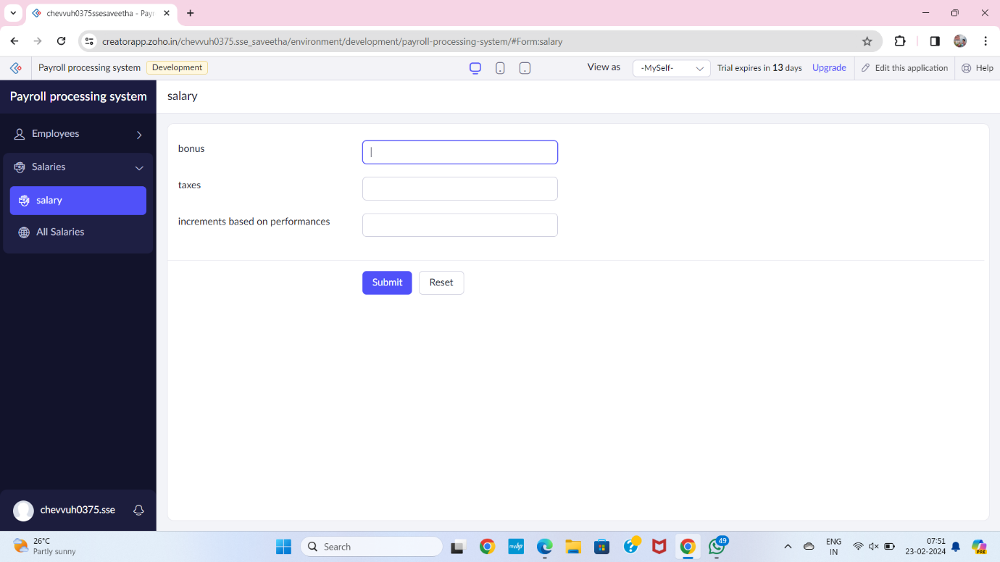 chevvuh0375ssesaveetha - Payr
creatorapp.zoho.in/chevvuh0375.sse_saveetha/environment/development/payroll-processing-system/#Form:salary
Payroll processing system Development View as -MySelf- Trial expires in 13 days Upgrade Edit this application Help
Payroll processing system
salary
Employees
Salaries
salary
All Salaries
bonus
taxes
increments based on performances
Submit Reset
chevvuh0375.sse
26°C
Partly sunny
Search
myhp
49
ENG
IN
07:51
23-02-2024
PRE